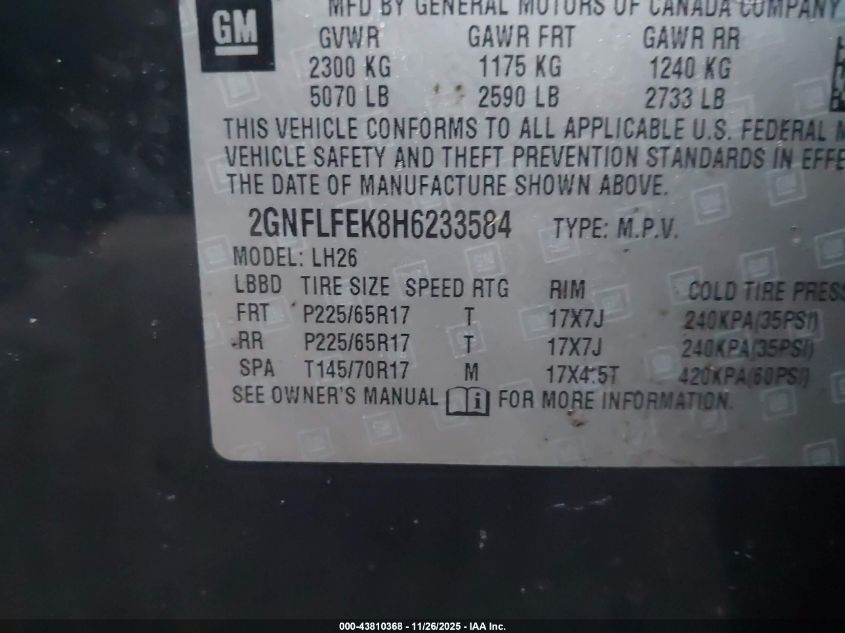 MFD BY GENERAL MOTORS OF CANADA COMPANY
GM
GVWR GAWR FRT GAWR RR
2300 KG 1175 KG 1240 KG
5070 LB 2590 LB 2733 LB
THIS VEHICLE CONFORMS TO ALL APPLICABLE U.S. FEDERAL M
VEHICLE SAFETY AND THEFT PREVENTION STANDARDS IN EFFE
THE DATE OF MANUFACTURE SHOWN ABOVE.
2GNFLFEK8H6233584 TYPE: M.P.V.
MODEL: LH26
LBBD TIRE SIZE SPEED RTG RIM COLD TIRE PRESS
FRT P225/65R17 T 17X7J 240KPA(35PSI)
RR P225/65R17 T 17X7J 240KPA(35PSI)
SPA T145/70R17 M 17X4.5T 420KPA(60PSI)
SEE OWNER'S MANUAL i FOR MORE INFORMATION.
000-43810368 - 11/26/2025 - IAA Inc.